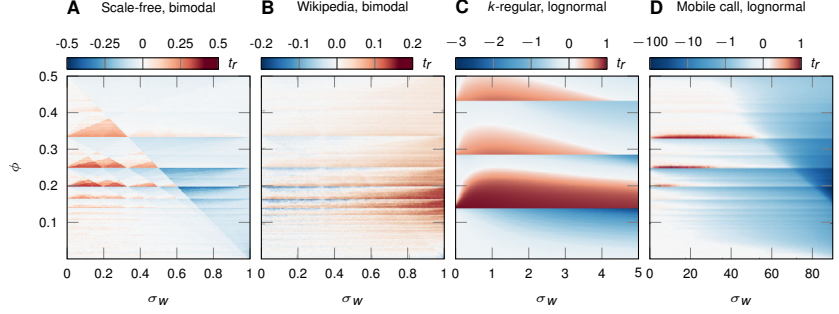 A Scale-free, bimodal
-0.5 -0.25 0 0.25 0.5
tr
B Wikipedia, bimodal
-0.2 -0.1 0.0 0.1 0.2
tr
C k-regular, lognormal
−3 −2 −1 0 1
tr
D Mobile call, lognormal
−100 −10 −1 0 1
tr
ϕ
0.5
0.4
0.3
0.2
0.1
0 0.2 0.4 0.6 0.8 1
σW
0 0.2 0.4 0.6 0.8 1
σW
0 1 2 3 4 5
σW
0 20 40 60 80
σW